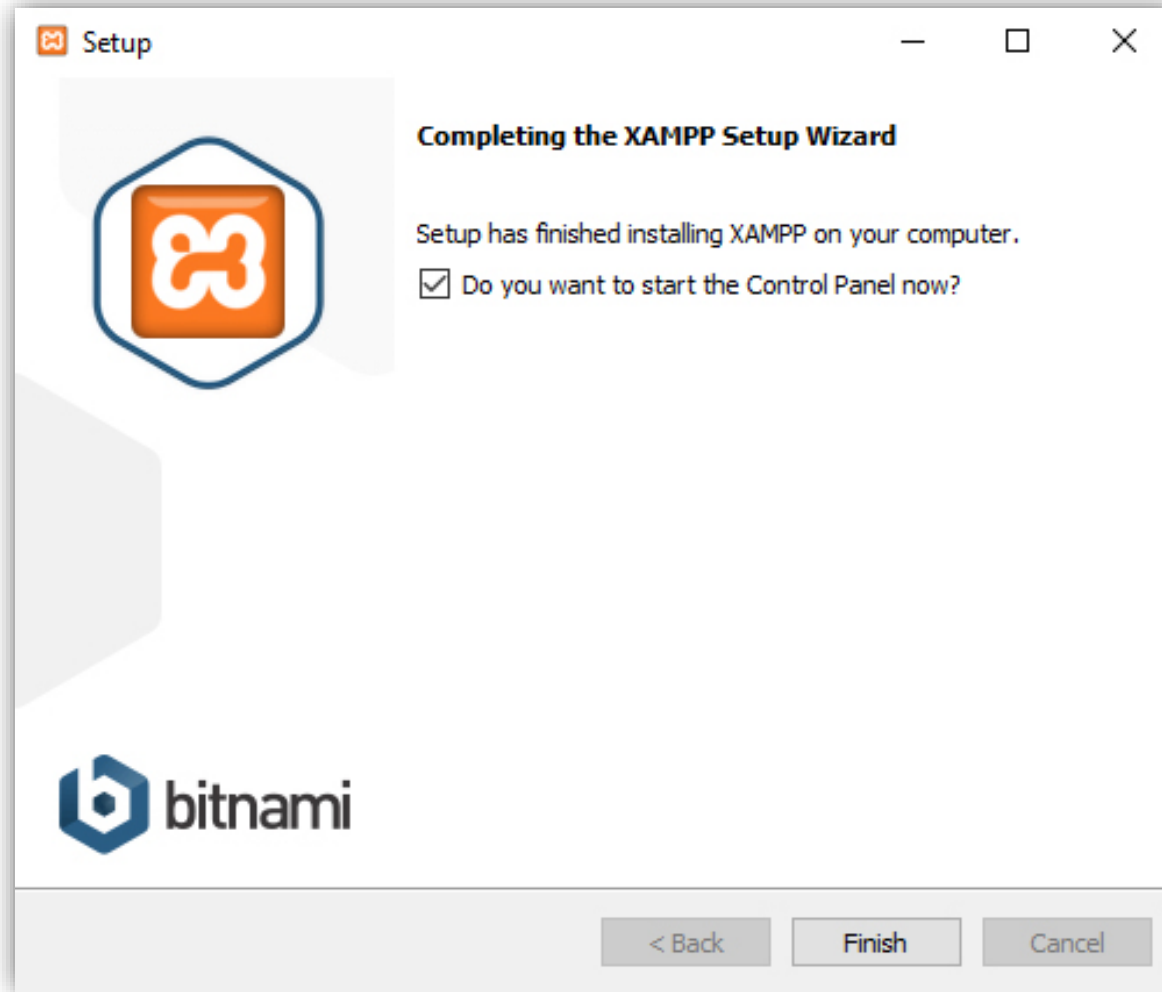 Setup
Completing the XAMPP Setup Wizard
Setup has finished installing XAMPP on your computer.
Do you want to start the Control Panel now?
bitnami
< Back
Finish
Cancel